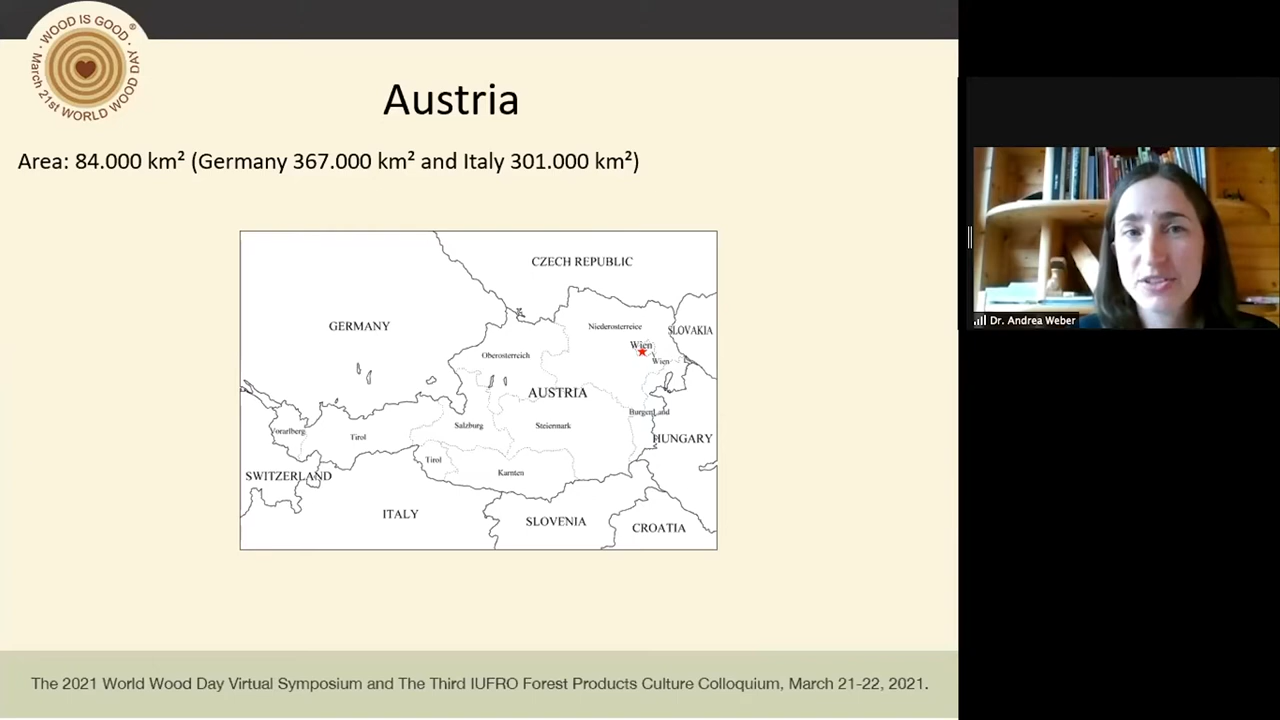 · WOOD IS GOOD ·
®
March 21st WORLD WOOD DAY
Austria
Area: 84.000 km² (Germany 367.000 km² and Italy 301.000 km²)
CZECH REPUBLIC
GERMANY
Niederosterreice
SLOVAKIA
Wien
Oberosterreich
Wien
AUSTRIA
BurgenLand
Vorarlberg
Tirol
Salzburg
Steiermark
HUNGARY
Tirol
Karnten
SWITZERLAND
ITALY
SLOVENIA
CROATIA
Dr. Andrea Weber
The 2021 World Wood Day Virtual Symposium and The Third IUFRO Forest Products Culture Colloquium, March 21-22, 2021.